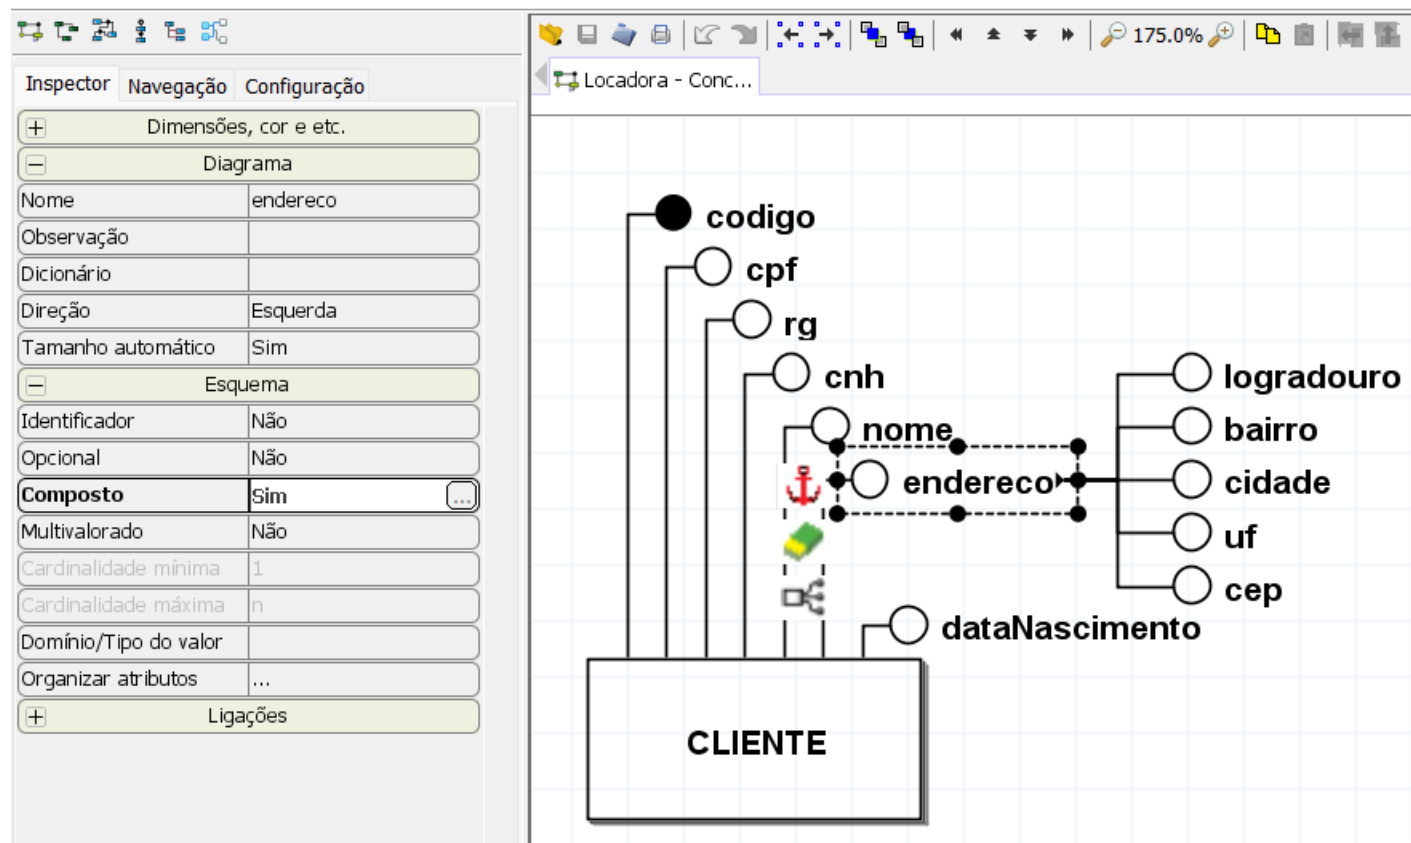 175.0%
Locadora - Conc...
Inspector Navegação Configuração
Dimensões, cor e etc.
Diagrama
Nome endereco
Observação
Dicionário
Direção Esquerda
Tamanho automático Sim
Esquema
Identificador Não
Opcional Não
Composto Sim ...
Multivalorado Não
Cardinalidade mínima 1
Cardinalidade máxima n
Domínio/Tipo do valor
Organizar atributos ...
Ligações
codigo
cpf
rg
cnh
nome
endereco
logradouro
bairro
cidade
uf
cep
dataNascimento
CLIENTE